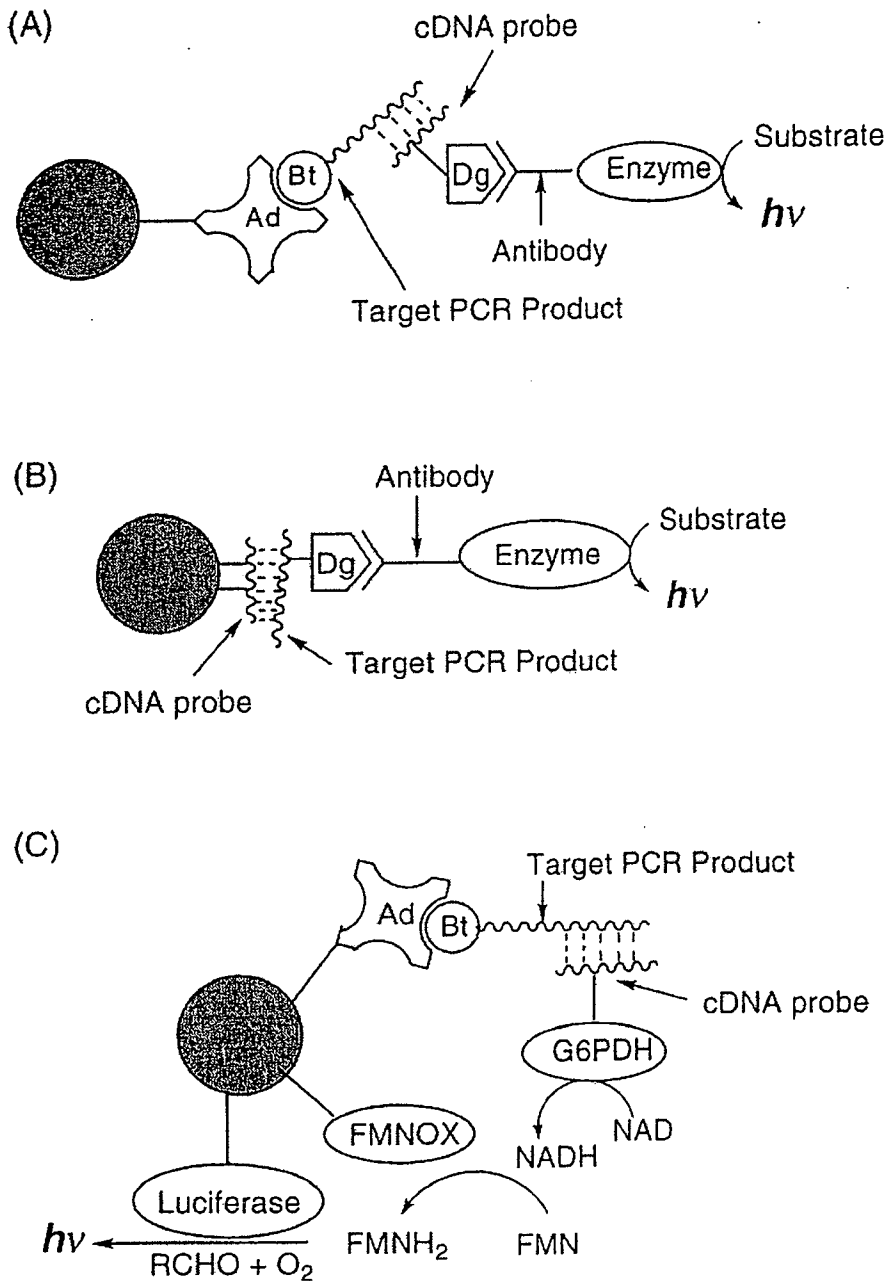 (A)
cDNA probe
Bt
Ad
Dg
Enzyme
Substrate
hν
Antibody
Target PCR Product
(B)
Antibody
Dg
Enzyme
Substrate
hν
Target PCR Product
cDNA probe
(C)
Target PCR Product
Ad
Bt
cDNA probe
G6PDH
FMNOX
NADH
NAD
Luciferase
hν
RCHO + O₂
FMNH₂
FMN